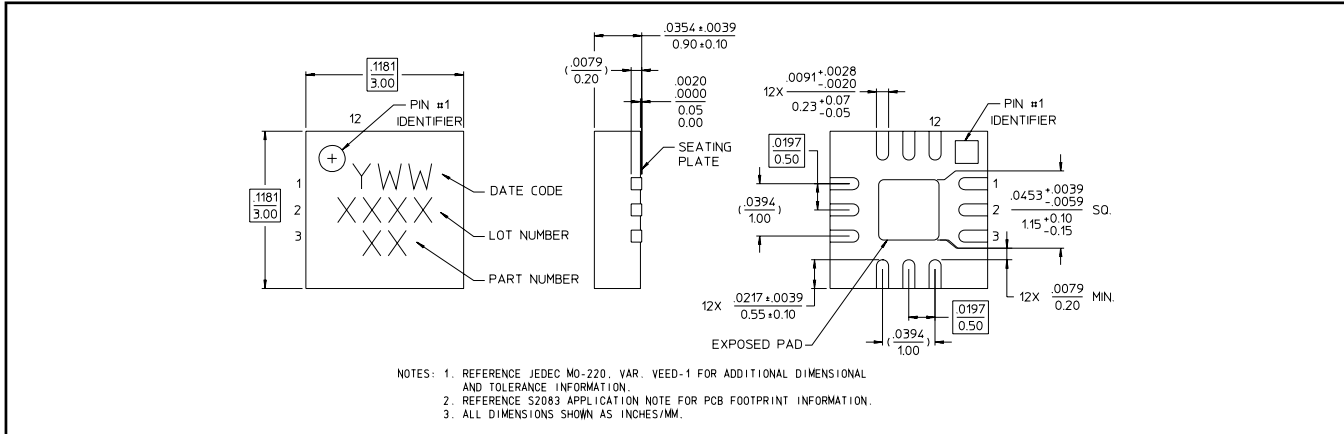 .1181
3.00
12
PIN #1
IDENTIFIER
.1181
3.00
1
2
3
YWW
XXXX
XX
DATE CODE
LOT NUMBER
PART NUMBER
.0354±.0039
0.90±0.10
(.0079
0.20)
.0020
.0000
0.05
0.00
SEATING
PLATE
12X .0091+.0028
-.0020
0.23+0.07
-0.05
12
PIN #1
IDENTIFIER
.0197
0.50
(.0394
1.00)
1
2
3
.0453+.0039
-.0059
1.15+0.10
-0.15
SQ.
12X .0217±.0039
0.55±0.10
12X .0079
0.20 MIN.
.0197
0.50
(.0394
1.00)
EXPOSED PAD
NOTES: 1. REFERENCE JEDEC MO-220, VAR. VEED-1 FOR ADDITIONAL DIMENSIONAL
AND TOLERANCE INFORMATION.
2. REFERENCE S2083 APPLICATION NOTE FOR PCB FOOTPRINT INFORMATION.
3. ALL DIMENSIONS SHOWN AS INCHES/MM.